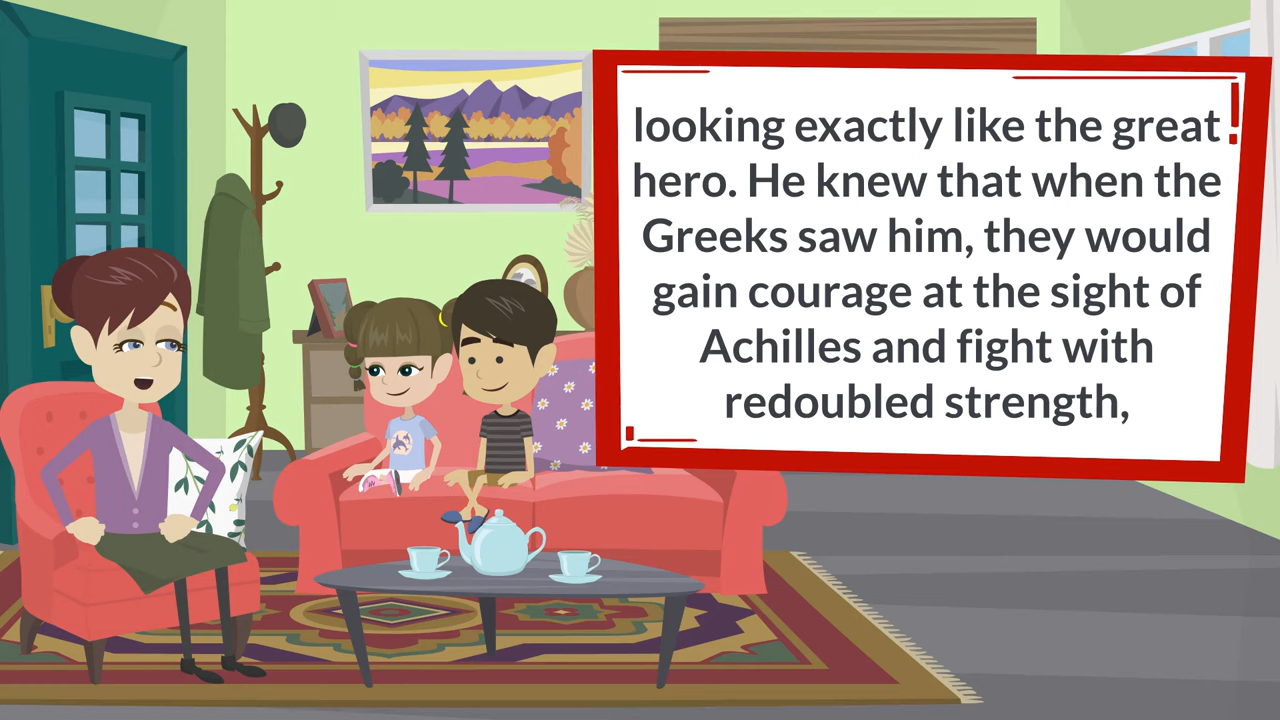 looking exactly like the great
hero. He knew that when the
Greeks saw him, they would
gain courage at the sight of
Achilles and fight with
redoubled strength,